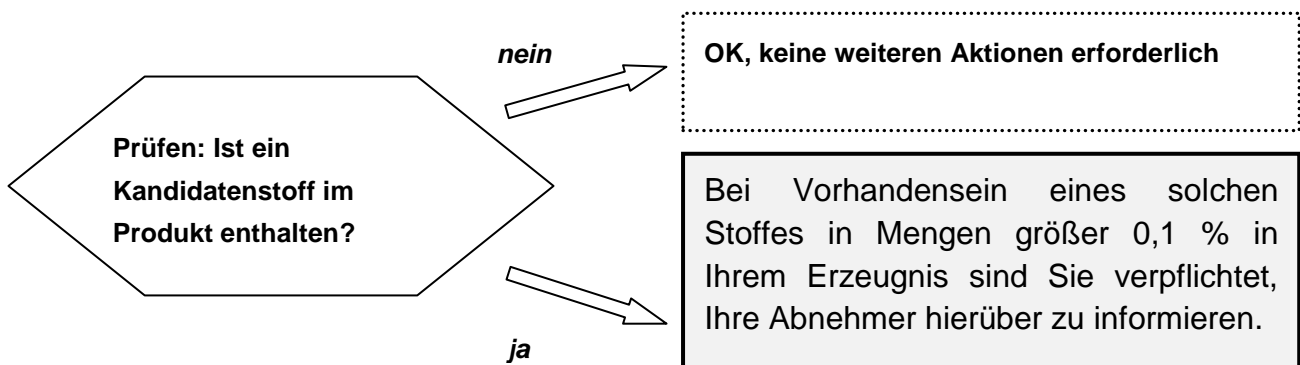 nein
OK, keine weiteren Aktionen erforderlich
Prüfen: Ist ein
Kandidatenstoff im
Produkt enthalten?
Bei Vorhandensein eines solchen
Stoffes in Mengen größer 0,1 % in
Ihrem Erzeugnis sind Sie verpflichtet,
Ihre Abnehmer hierüber zu informieren.
ja